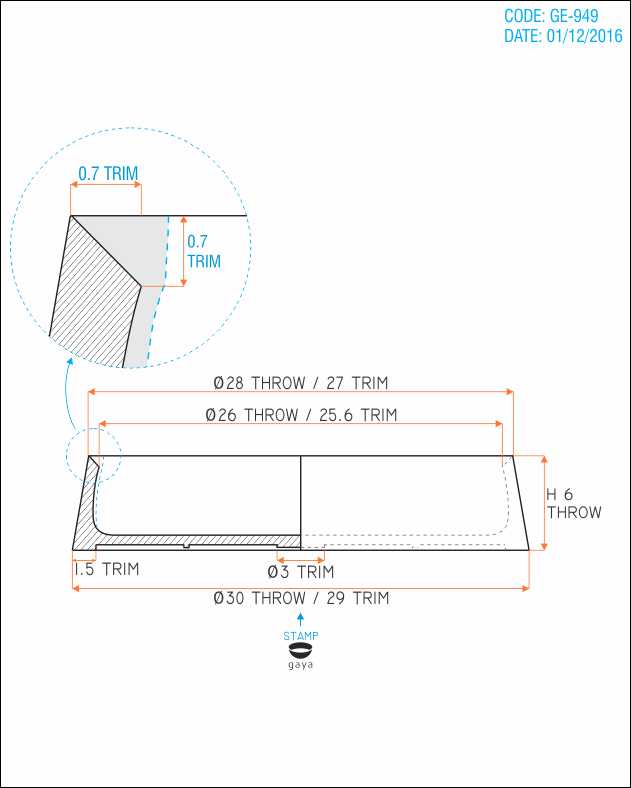 CODE: GE-949
DATE: 01/12/2016
0.7 TRIM
0.7
TRIM
Ø28 THROW / 27 TRIM
Ø26 THROW / 25.6 TRIM
H 6
THROW
1.5 TRIM
Ø3 TRIM
Ø30 THROW / 29 TRIM
STAMP
gaya